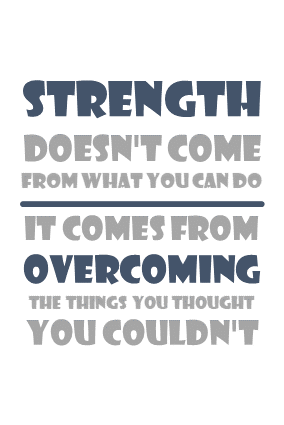 STRENGTH
DOESN'T COME
FROM WHAT YOU CAN DO
IT COMES FROM
OVERCOMING
THE THINGS YOU THOUGHT
YOU COULDN'T